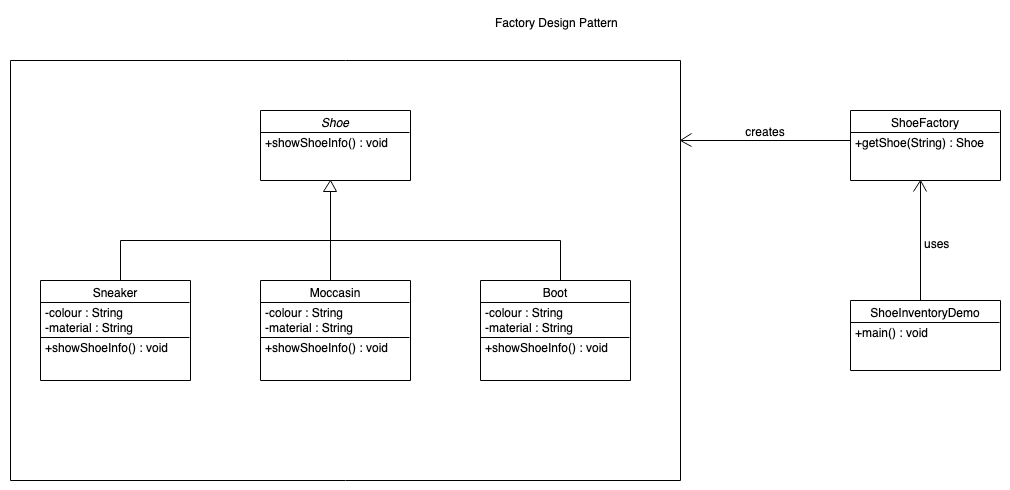 Factory Design Pattern
Shoe
+showShoeInfo() : void
creates
ShoeFactory
+getShoe(String) : Shoe
uses
Sneaker
-colour : String
-material : String
+showShoeInfo() : void
Moccasin
-colour : String
-material : String
+showShoeInfo() : void
Boot
-colour : String
-material : String
+showShoeInfo() : void
ShoeInventoryDemo
+main() : void